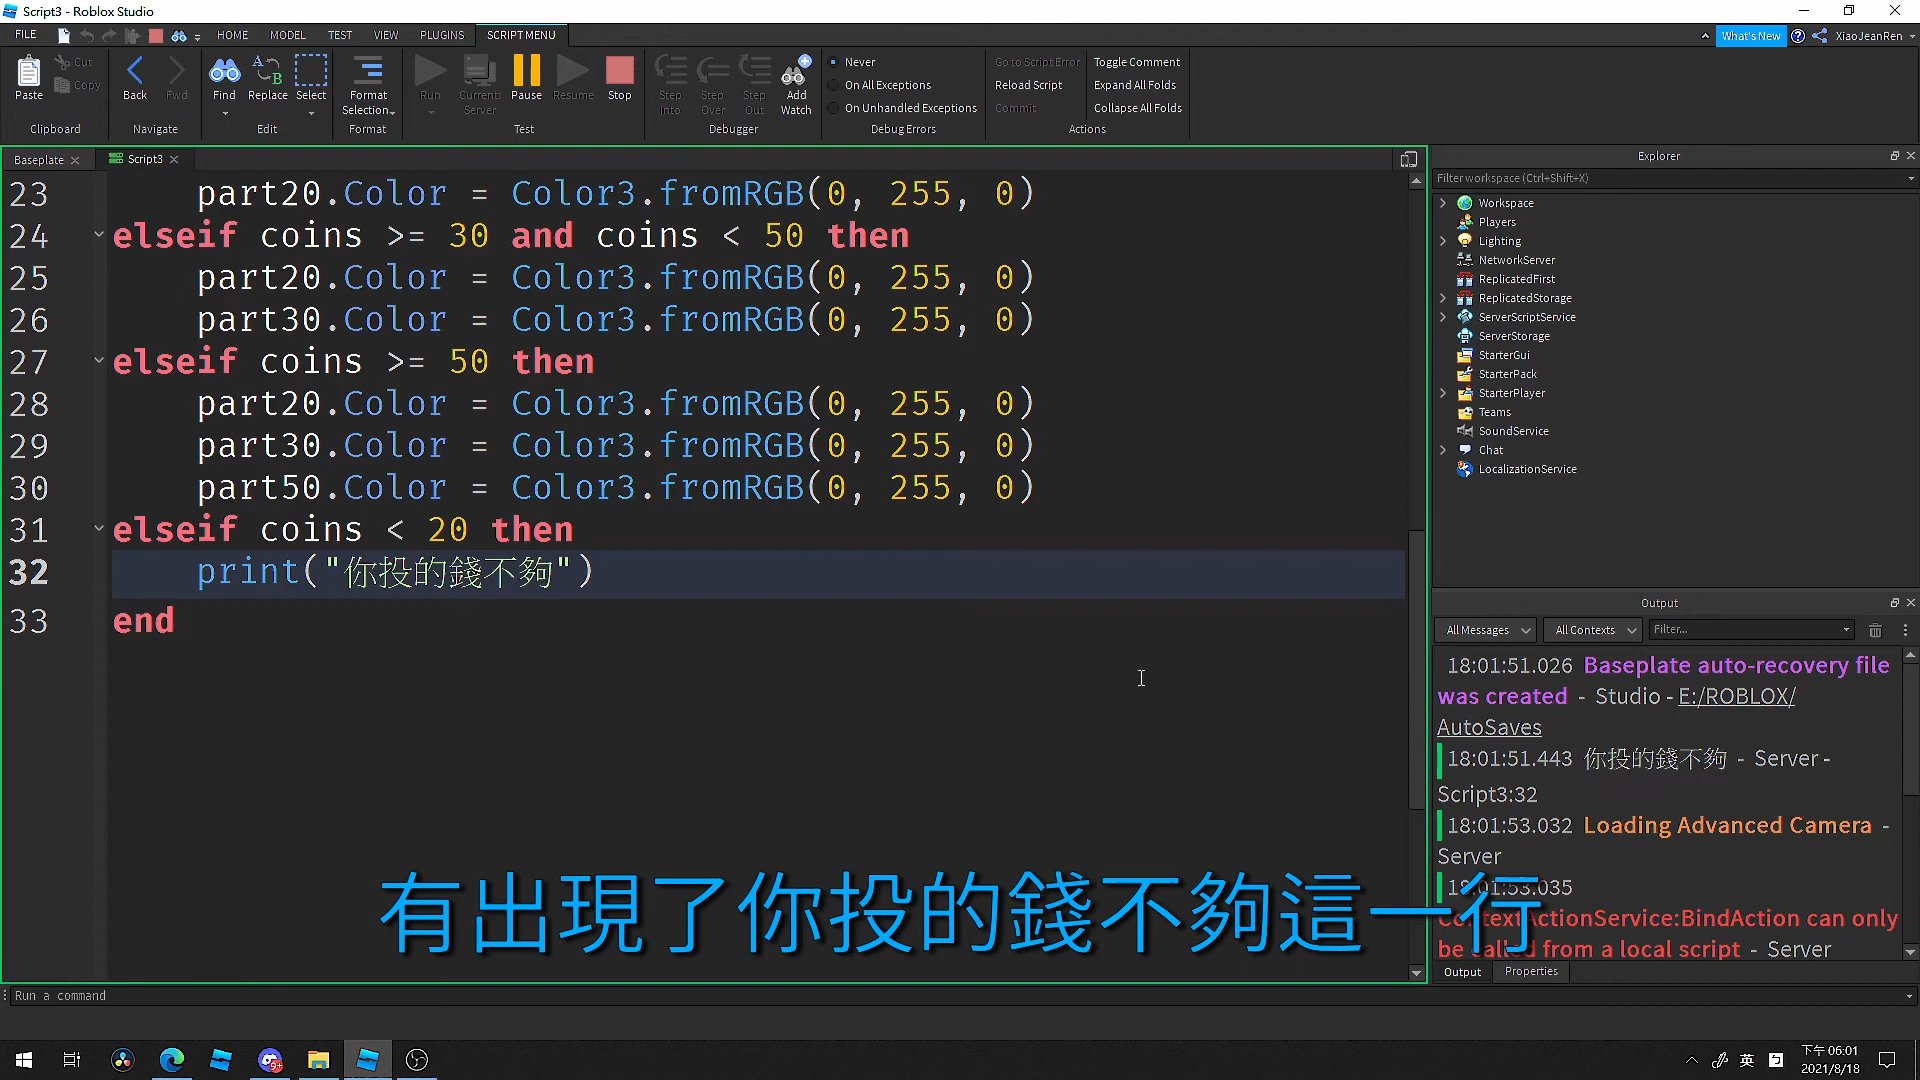 Script3 - Roblox Studio
FILE HOME MODEL TEST VIEW PLUGINS SCRIPT MENU What's New XiaoJeanRen
Paste Cut Copy
Clipboard
Back Fwd
Navigate
Find Replace Select
Edit
Format Selection
Format
Run Current: Server Pause Resume Stop
Test
Step Into Step Over Step Out Add Watch
Debugger
Never
On All Exceptions
On Unhandled Exceptions
Debug Errors
Go to Script Error Toggle Comment
Reload Script Expand All Folds
Commit Collapse All Folds
Actions
Baseplate Script3
23 part20.Color = Color3.fromRGB(0, 255, 0)
24 elseif coins >= 30 and coins < 50 then
25 part20.Color = Color3.fromRGB(0, 255, 0)
26 part30.Color = Color3.fromRGB(0, 255, 0)
27 elseif coins >= 50 then
28 part20.Color = Color3.fromRGB(0, 255, 0)
29 part30.Color = Color3.fromRGB(0, 255, 0)
30 part50.Color = Color3.fromRGB(0, 255, 0)
31 elseif coins < 20 then
32 print("你投的錢不夠")
33 end
Explorer
Filter workspace (Ctrl+Shift+X)
Workspace
Players
Lighting
NetworkServer
ReplicatedFirst
ReplicatedStorage
ServerScriptService
ServerStorage
StarterGui
StarterPack
StarterPlayer
Teams
SoundService
Chat
LocalizationService
Output
All Messages All Contexts Filter...
18:01:51.026 Baseplate auto-recovery file
was created - Studio - E:/ROBLOX/
AutoSaves
18:01:51.443 你投的錢不夠 - Server -
Script3:32
18:01:53.032 Loading Advanced Camera -
Server
18:01:53.035
ContextActionService:BindAction can only
be called from a local script - Server
Output Properties
有出現了你投的錢不夠這一行
Run a command
9+
英
下午 06:01
2021/8/18